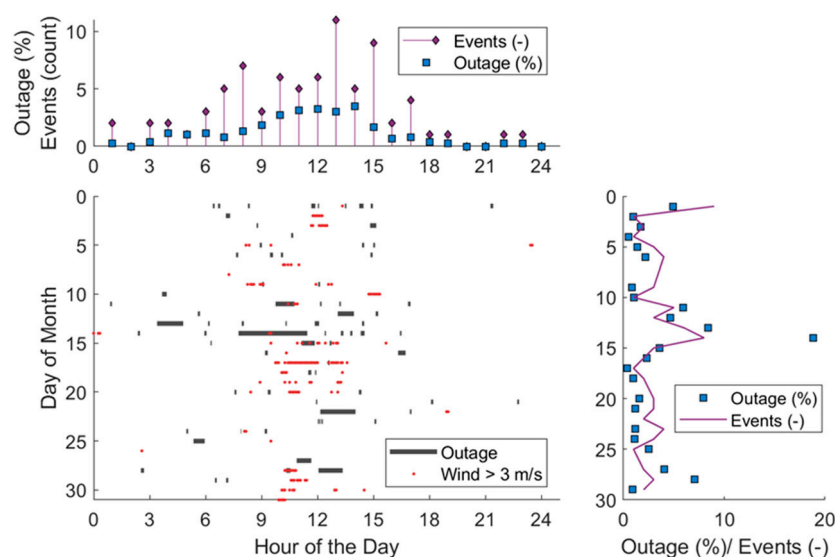 Outage (%)
Events (count)
10
5
0
Events (-)
Outage (%)
0 3 6 9 12 15 18 21 24
Day of Month
0
5
10
15
20
25
30
Outage
Wind > 3 m/s
0 3 6 9 12 15 18 21 24
Hour of the Day
0
5
10
15
20
25
30
Outage (%)
Events (-)
0 10 20
Outage (%)/ Events (-)